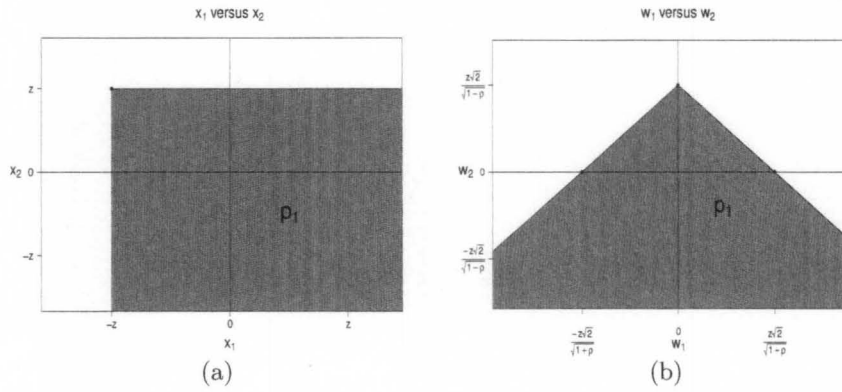 x₁ versus x₂
z
x₂ 0
−z
p₁
−z 0 z
x₁
(a)
w₁ versus w₂
z√2
√1−ρ
w₂ 0
−z√2
√1−ρ
p₁
−z√2 0 z√2
√1+ρ w₁ √1+ρ
(b)